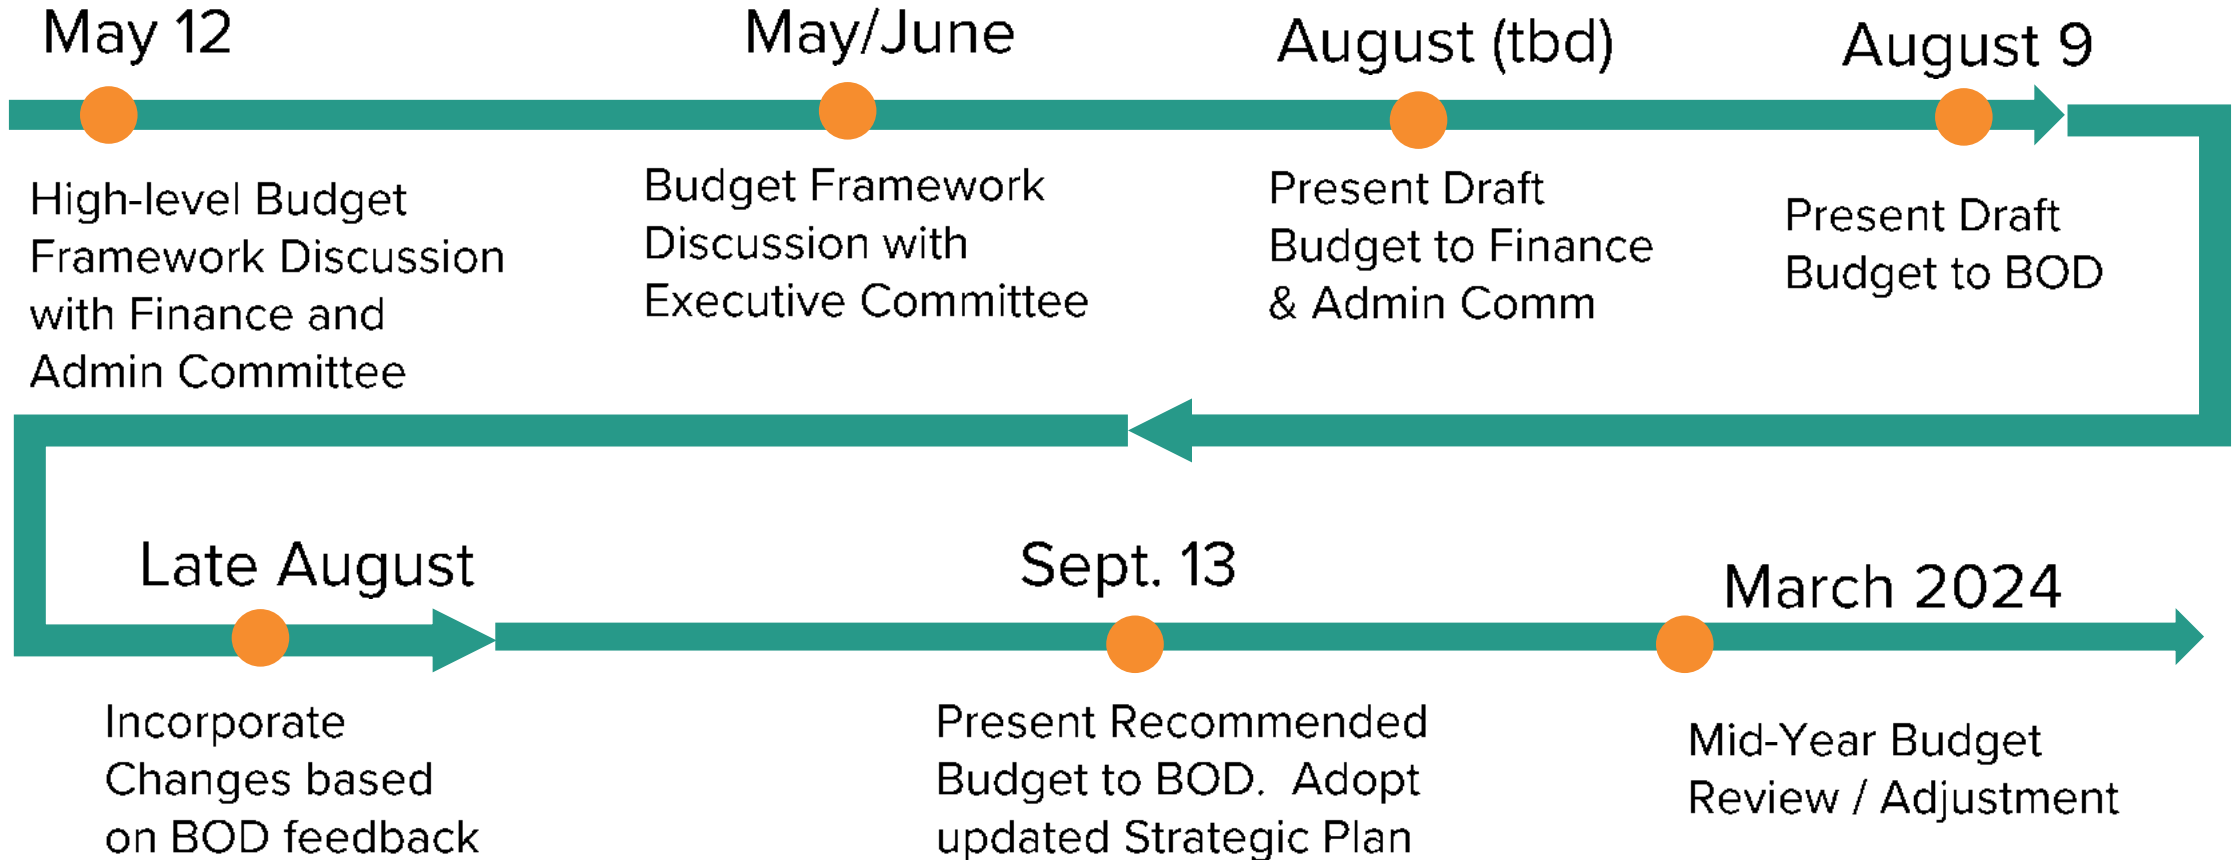 May 12
High-level Budget
Framework Discussion
with Finance and
Admin Committee
May/June
Budget Framework
Discussion with
Executive Committee
August (tbd)
Present Draft
Budget to Finance
& Admin Comm
August 9
Present Draft
Budget to BOD
Late August
Incorporate
Changes based
on BOD feedback
Sept. 13
Present Recommended
Budget to BOD.  Adopt
updated Strategic Plan
March 2024
Mid-Year Budget
Review / Adjustment